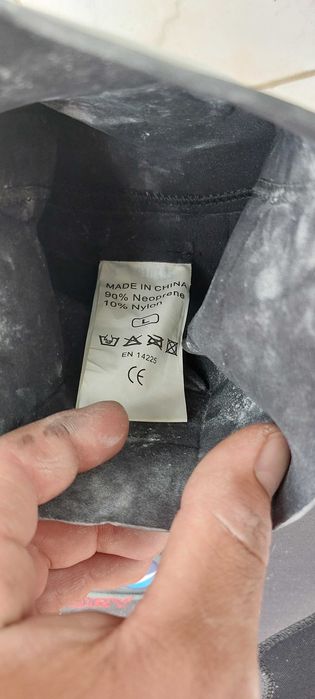 MADE IN CHINA
90% Neoprene
10% Nylon
L
EN 14225
CE